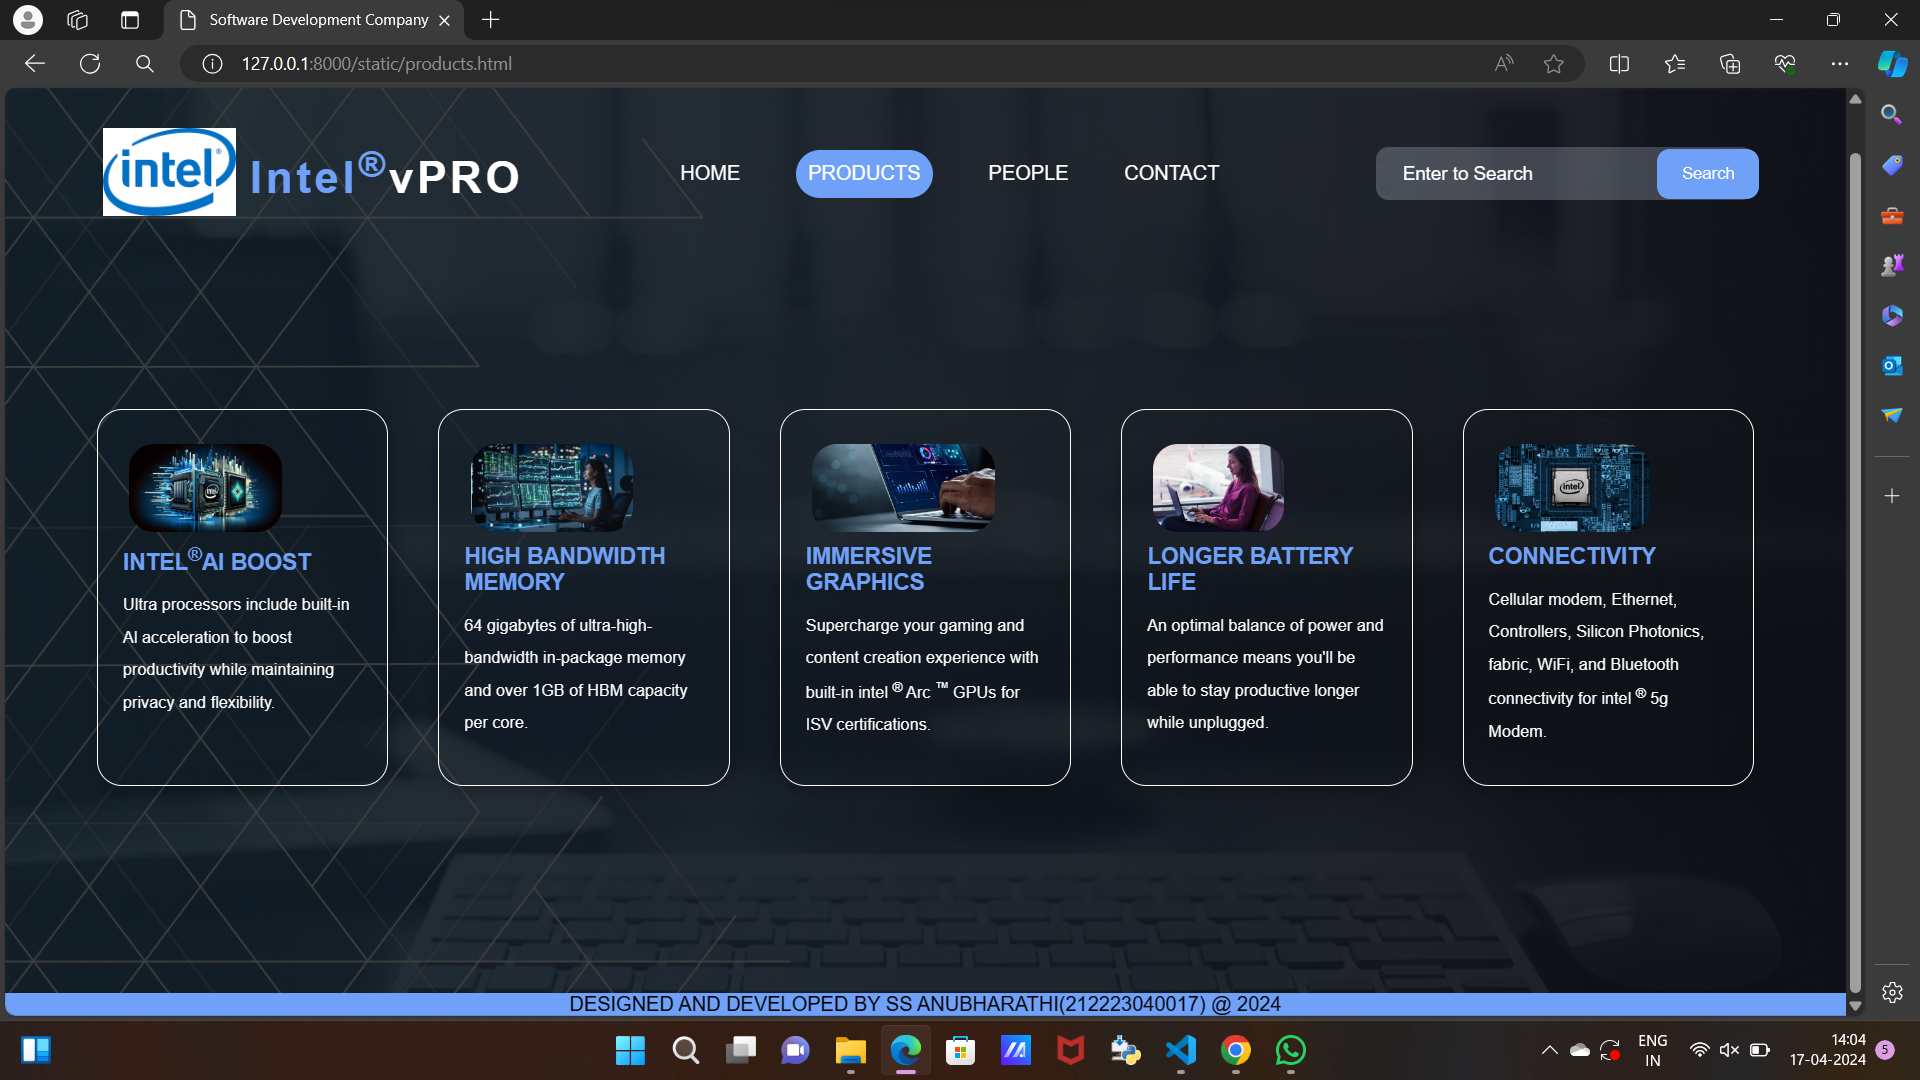 Software Development Company
127.0.0.1:8000/static/products.html
intel®
Intel®vPRO
HOME
PRODUCTS
PEOPLE
CONTACT
Enter to Search
Search
INTEL®AI BOOST
Ultra processors include built-in
AI acceleration to boost
productivity while maintaining
privacy and flexibility.
HIGH BANDWIDTH
MEMORY
64 gigabytes of ultra-high-
bandwidth in-package memory
and over 1GB of HBM capacity
per core.
IMMERSIVE
GRAPHICS
Supercharge your gaming and
content creation experience with
built-in intel ® Arc ™ GPUs for
ISV certifications.
LONGER BATTERY
LIFE
An optimal balance of power and
performance means you'll be
able to stay productive longer
while unplugged.
intel
CONNECTIVITY
Cellular modem, Ethernet,
Controllers, Silicon Photonics,
fabric, WiFi, and Bluetooth
connectivity for intel ® 5g
Modem.
DESIGNED AND DEVELOPED BY SS ANUBHARATHI(212223040017) @ 2024
ENG
IN
14:04
17-04-2024
5